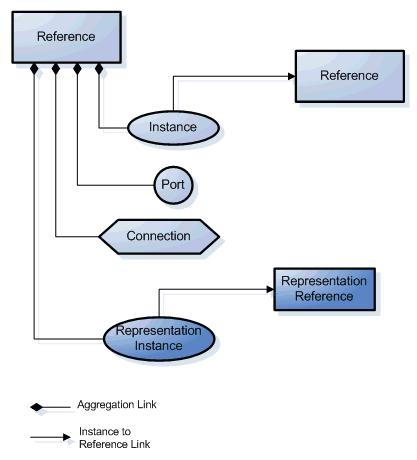 Reference
Reference
Instance
Port
Connection
Representation
Reference
Representation
Instance
Aggregation Link
Instance to
Reference Link